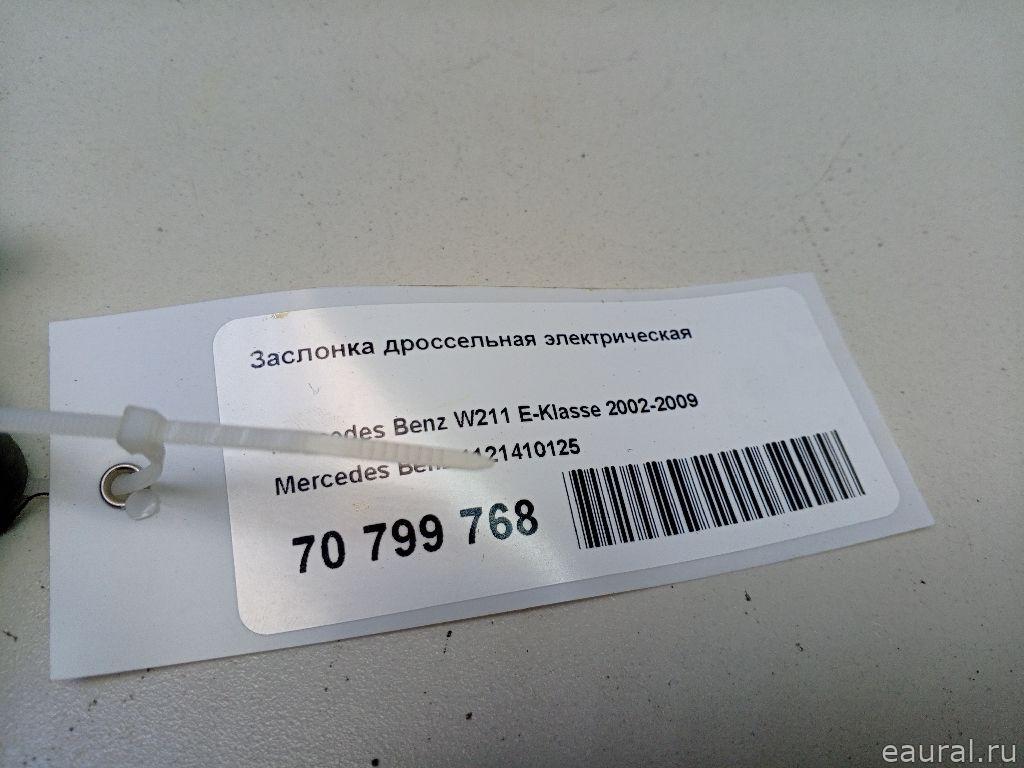 Заслонка дроссельная электрическая
Benz W211 E-Klasse 2002-2009
Mercedes
70 799 768
eaural.ru